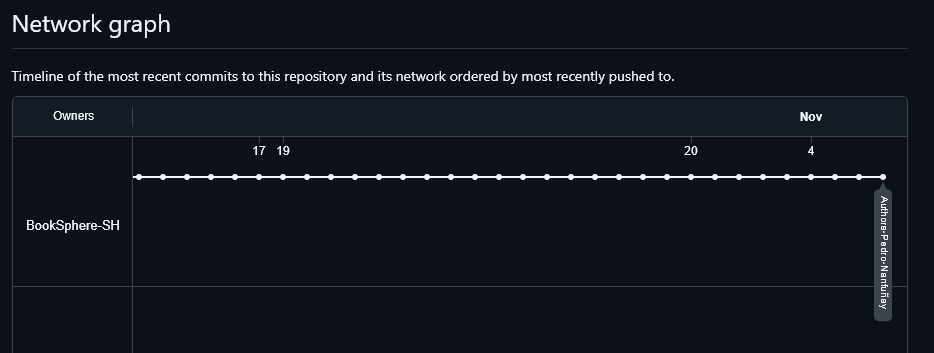 Network graph
Timeline of the most recent commits to this repository and its network ordered by most recently pushed to.
Owners
Nov
17 19 20 4
BookSphere-SH
Authors-Pedro-Nanfuñay